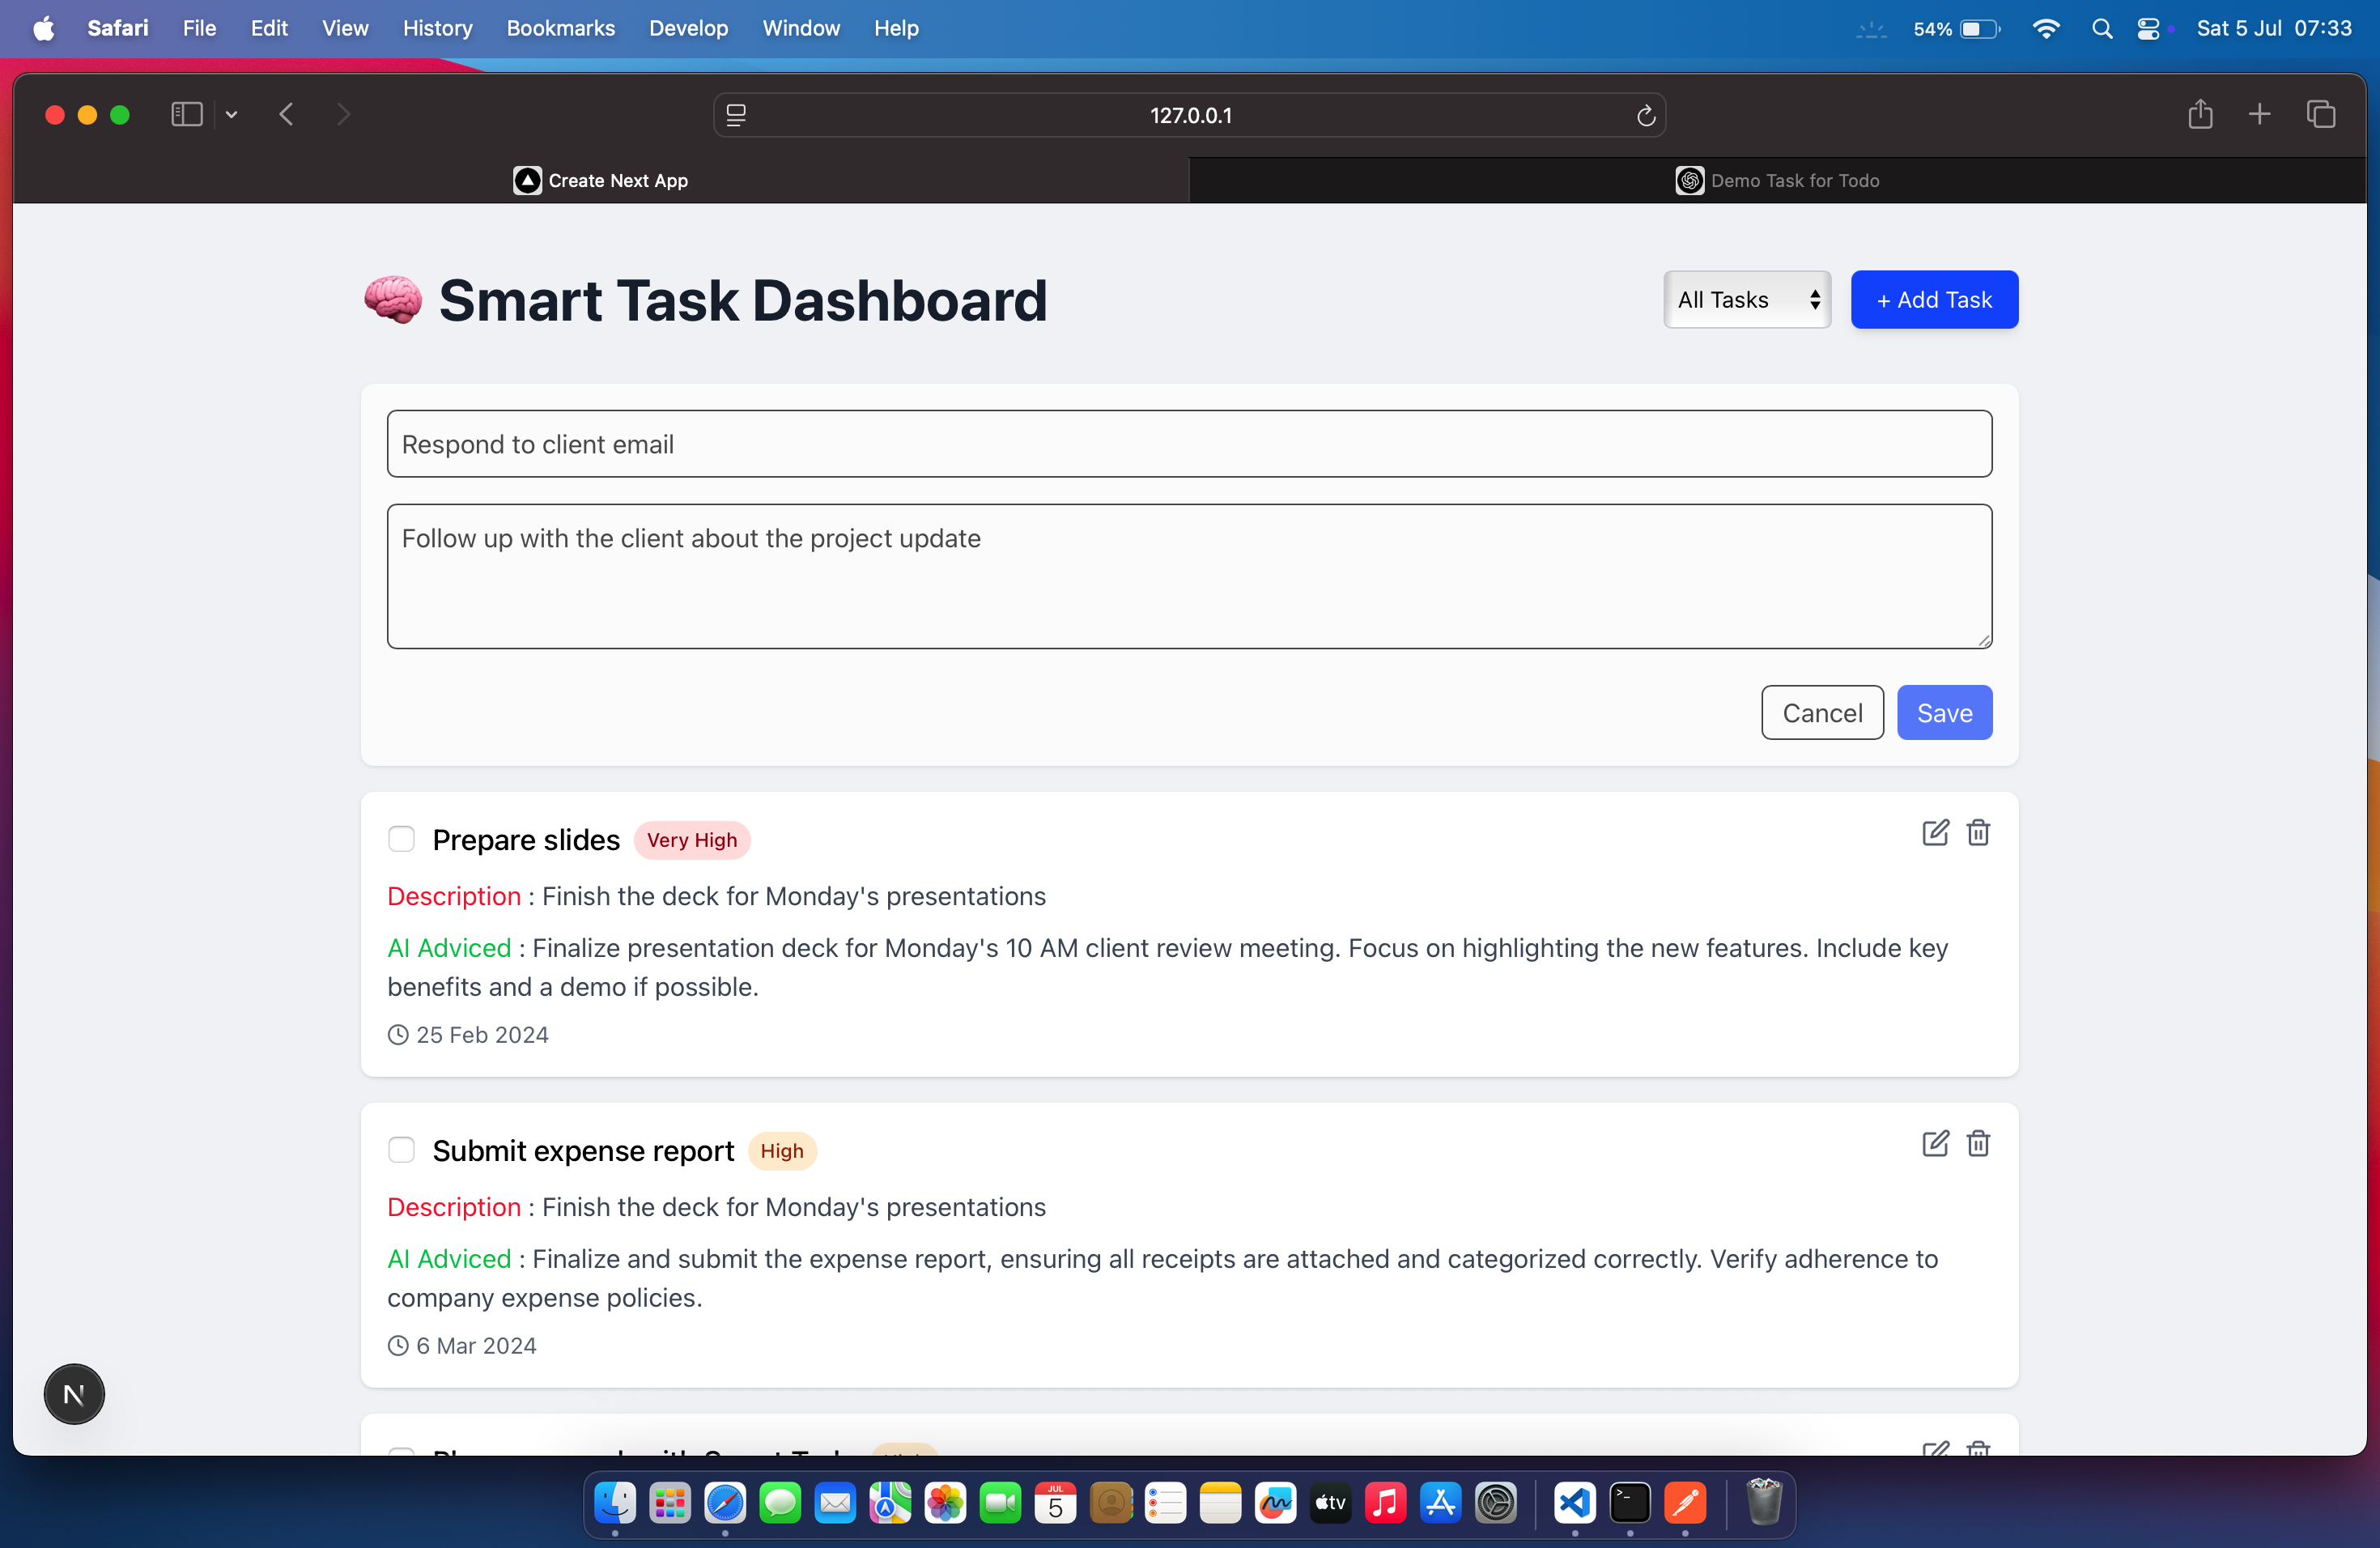 Safari File Edit View History Bookmarks Develop Window Help 54% Sat 5 Jul 07:33
127.0.0.1
Create Next App Demo Task for Todo
Smart Task Dashboard All Tasks + Add Task
Respond to client email
Follow up with the client about the project update
Cancel Save
Prepare slides Very High
Description : Finish the deck for Monday's presentations
AI Adviced : Finalize presentation deck for Monday's 10 AM client review meeting. Focus on highlighting the new features. Include key
benefits and a demo if possible.
25 Feb 2024
Submit expense report High
Description : Finish the deck for Monday's presentations
AI Adviced : Finalize and submit the expense report, ensuring all receipts are attached and categorized correctly. Verify adherence to
company expense policies.
6 Mar 2024
N
JUL
5
tv